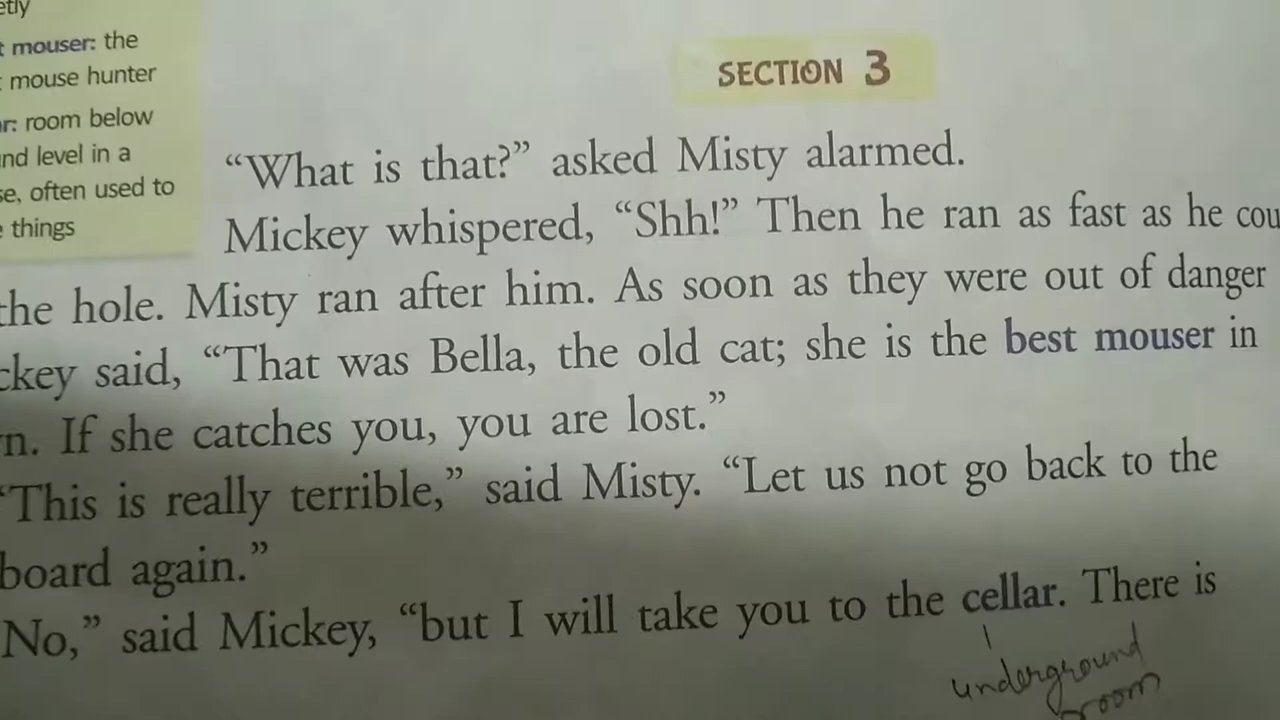 etly
t mouser: the
mouse hunter
r: room below
nd level in a
se, often used to
things
SECTION 3
“What is that?” asked Misty alarmed.
Mickey whispered, “Shh!” Then he ran as fast as he cou
the hole. Misty ran after him. As soon as they were out of danger
ckey said, “That was Bella, the old cat; she is the best mouser in
n. If she catches you, you are lost.”
“This is really terrible,” said Misty. “Let us not go back to the
board again.”
No,” said Mickey, “but I will take you to the cellar. There is
underground
room